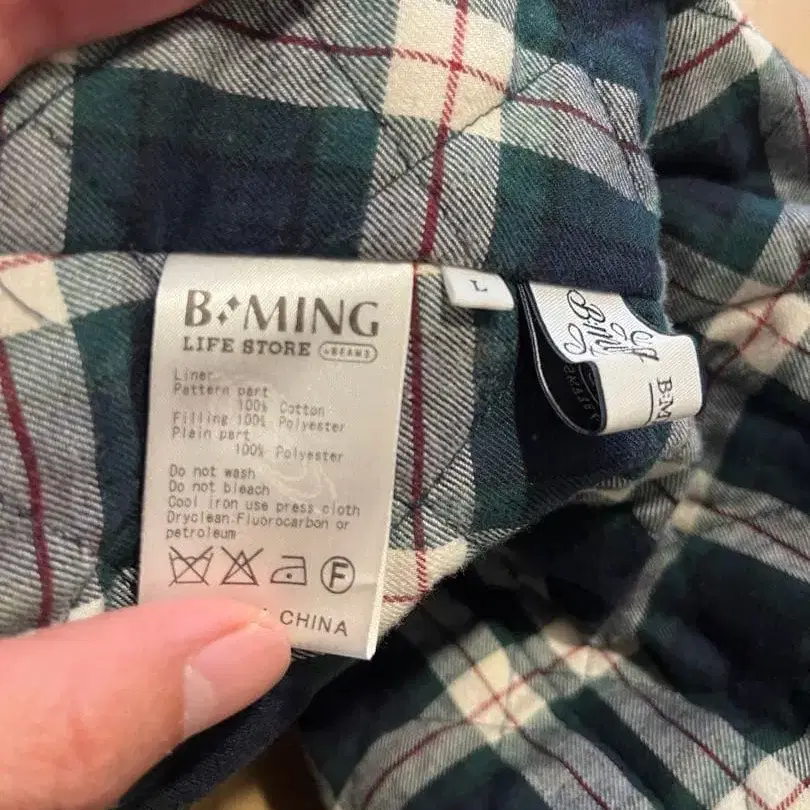 B MING
LIFE STORE BEAMS
Liner
Pattern part
100% Cotton
Filling 100% Polyester
Plain part
100% Polyester
Do not wash
Do not bleach
Cool iron use press cloth
Dryclean:Fluorocarbon or
petroleum
F
CHINA
L
B:M